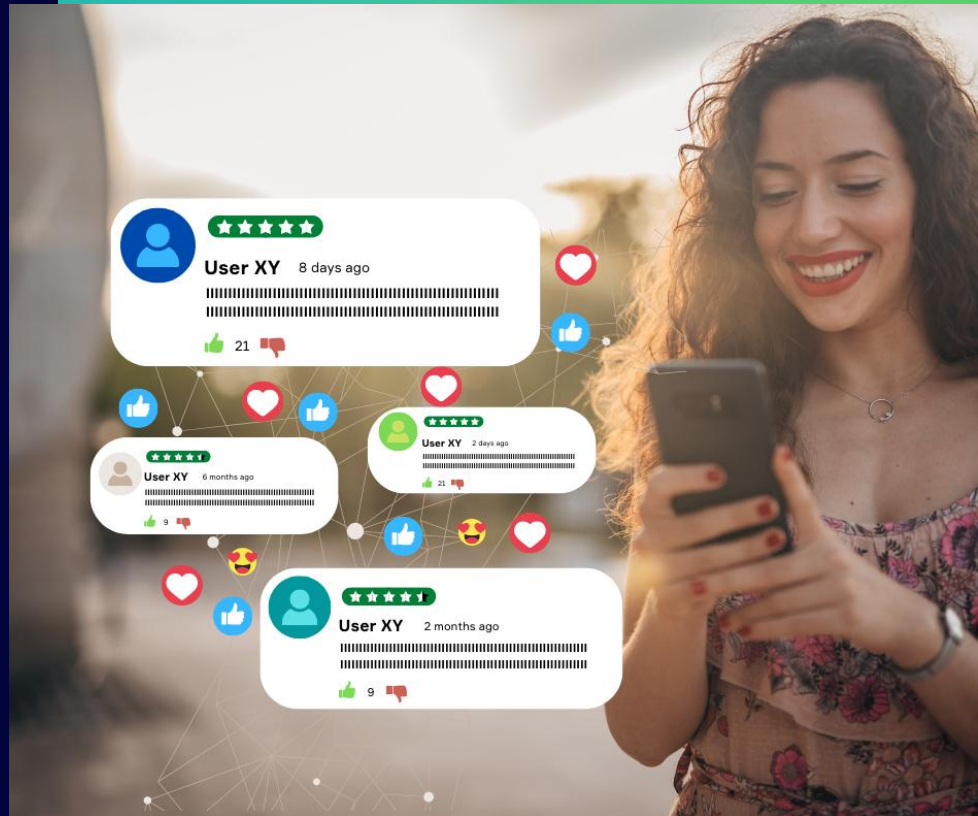 User XY 8 days ago
21
User XY 2 days ago
21
User XY 6 months ago
9
User XY 2 months ago
9